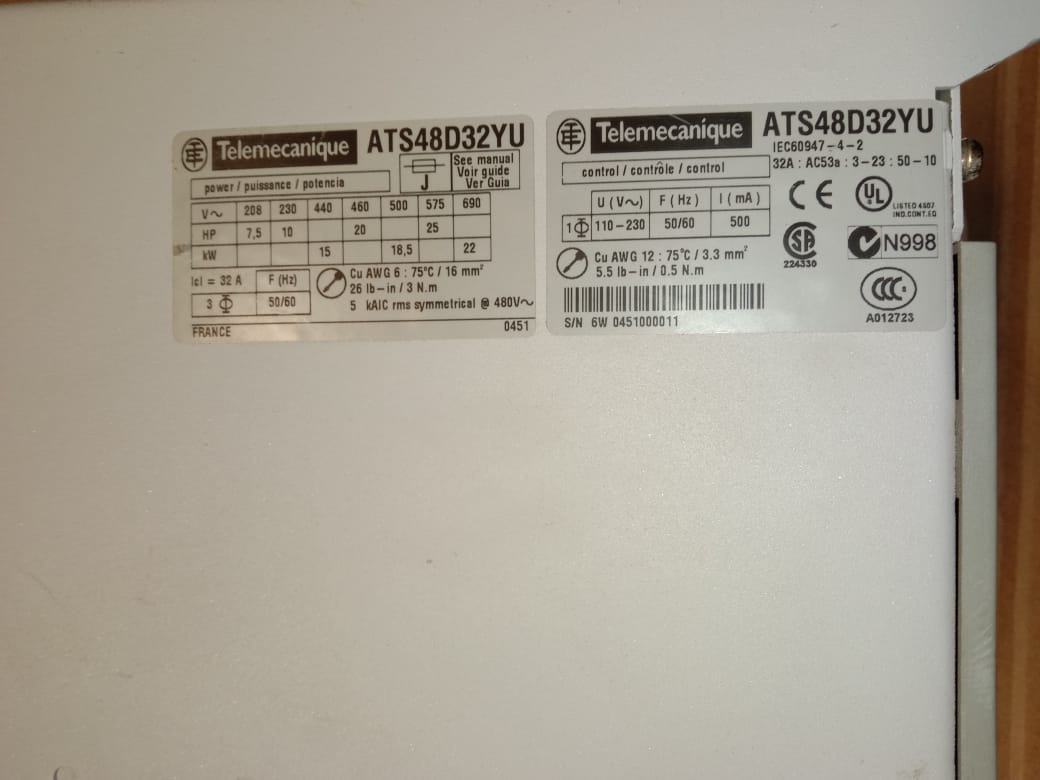 Telemecanique ATS48D32YU
power / puissance / potencia
J
See manual
Voir guide
Ver Guia
V~ 208 230 440 460 500 575 690
HP 7,5 10 20 25
kW 15 18,5 22
Icl = 32 A F (Hz)
3 Φ 50/60
Cu AWG 6 : 75°C / 16 mm²
26 lb-in / 3 N.m
5 kAIC rms symmetrical @ 480V~
FRANCE 0451
Telemecanique ATS48D32YU
IEC60947-4-2
control / contrôle / control
32A : AC53a : 3-23 : 50-10
U (V~) F (Hz) I (mA)
1Φ 110-230 50/60 500
Cu AWG 12 : 75°C / 3.3 mm²
5.5 lb-in / 0.5 N.m
S/N 6W 0451000011
CE
UL
LISTED 4507
IND.CONT.EQ
SA
224330
N998
CCC
A012723